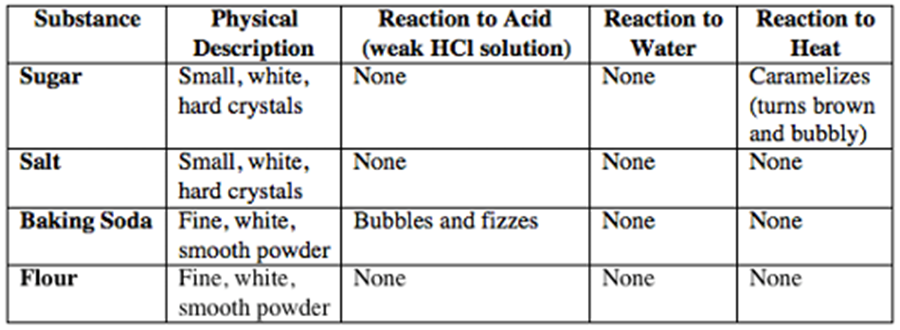 Substance Physical Description Reaction to Acid (weak HCl solution) Reaction to Water Reaction to Heat
Sugar Small, white, hard crystals None None Caramelizes (turns brown and bubbly)
Salt Small, white, hard crystals None None None
Baking Soda Fine, white, smooth powder Bubbles and fizzes None None
Flour Fine, white, smooth powder None None None